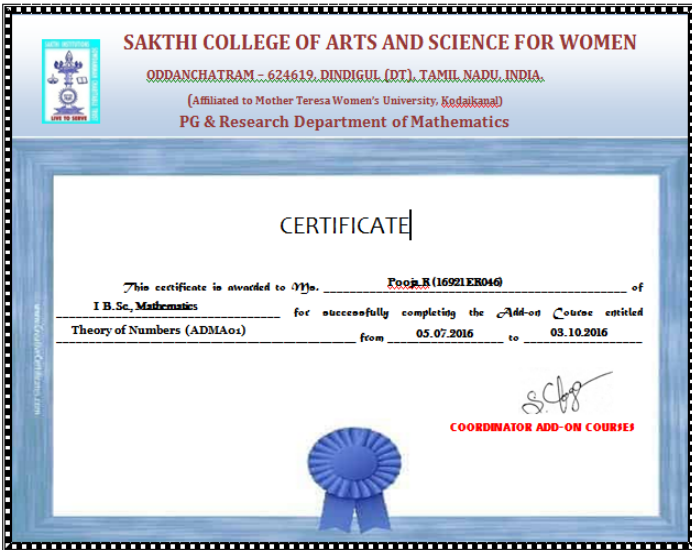 SAKTHI COLLEGE OF ARTS AND SCIENCE FOR WOMEN
ODDANCHATRAM – 624619, DINDIGUL (DT), TAMIL NADU, INDIA.
(Affiliated to Mother Teresa Women's University, Kodaikanal)
PG & Research Department of Mathematics
LIVE TO SERVE
CERTIFICATE
This certificate is awarded to Ms. Pooja.R (16921ER046) of
I B.Sc., Mathematics for successfully completing the Add-on Course entitled
Theory of Numbers (ADMA01) from 05.07.2016 to 03.10.2016
COORDINATOR ADD-ON COURSES
www.CreativeCertificates.com